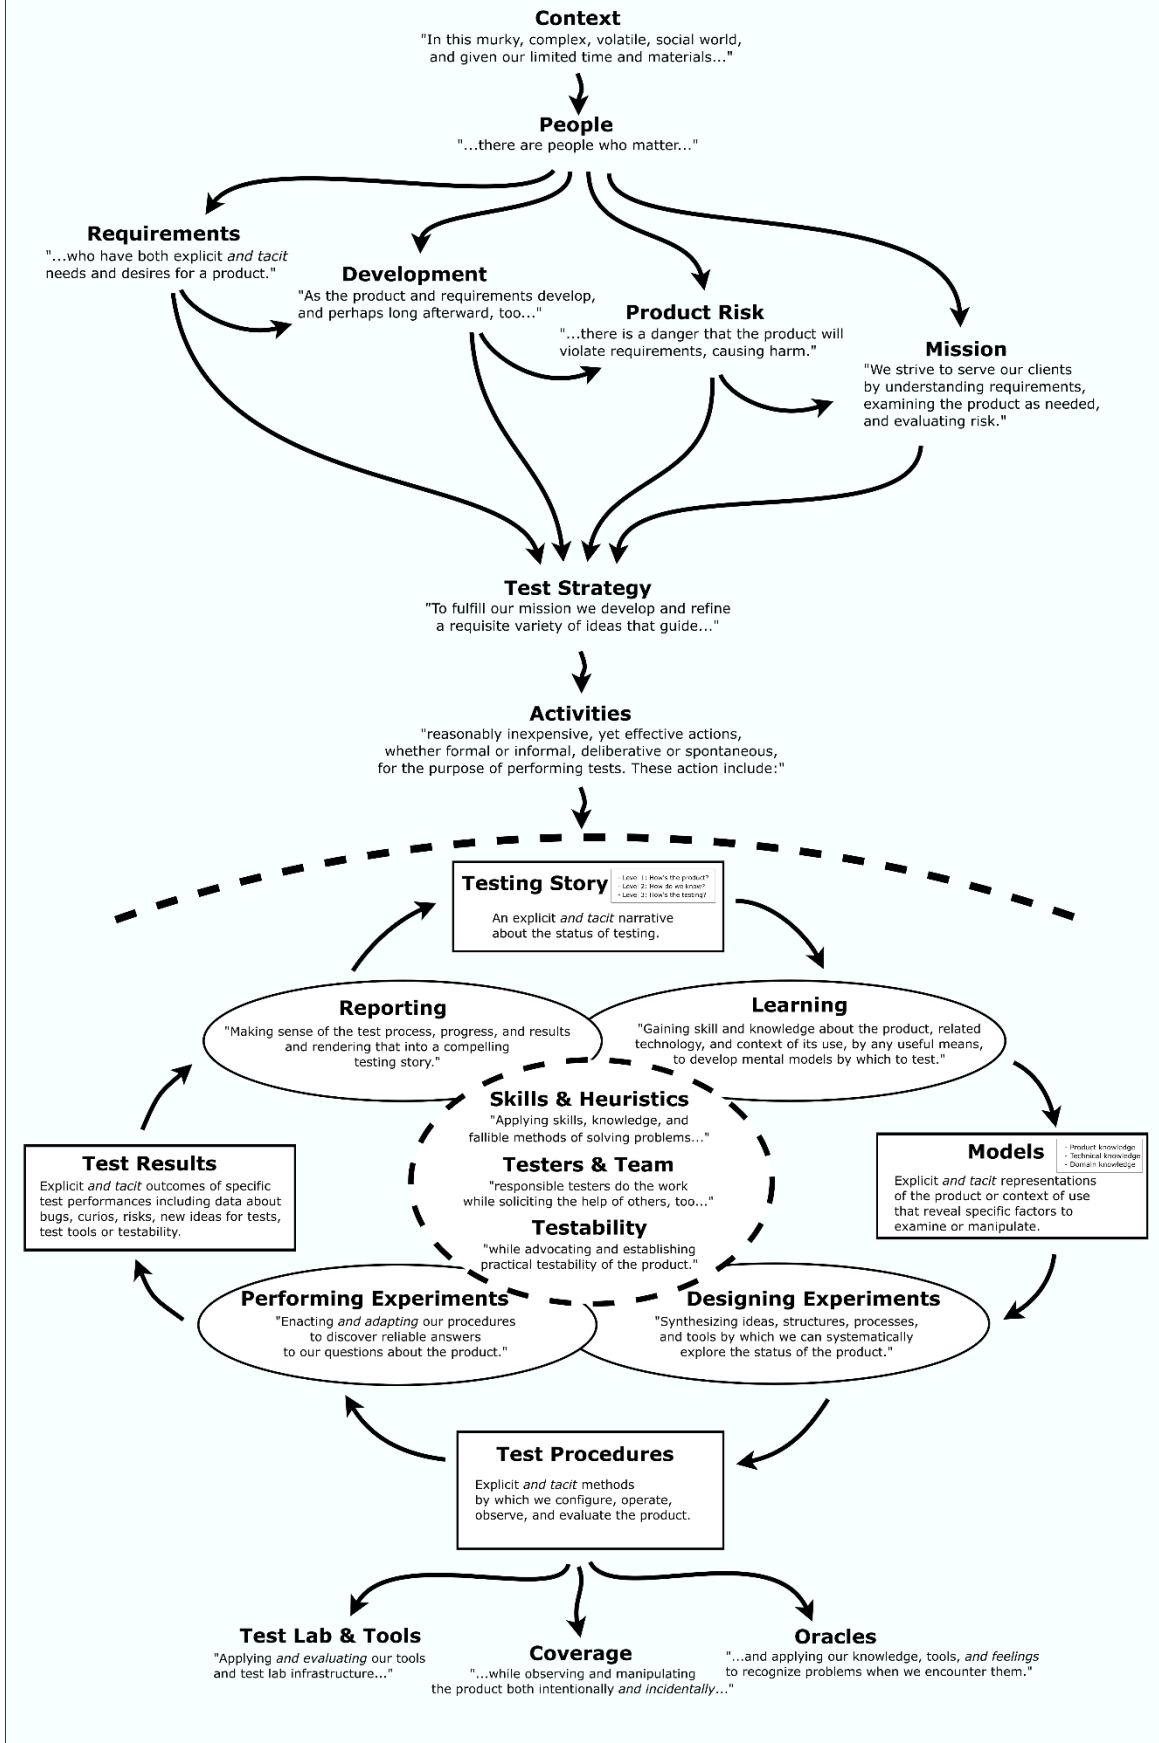 Context
"In this murky, complex, volatile, social world,
and given our limited time and materials..."
People
"...there are people who matter..."
Requirements
"...who have both explicit and tacit
needs and desires for a product."
Development
"As the product and requirements develop,
and perhaps long afterward, too..."
Product Risk
"...there is a danger that the product will
violate requirements, causing harm."
Mission
"We strive to serve our clients
by understanding requirements,
examining the product as needed,
and evaluating risk."
Test Strategy
"To fulfill our mission we develop and refine
a requisite variety of ideas that guide..."
Activities
"reasonably inexpensive, yet effective actions,
whether formal or informal, deliberative or spontaneous,
for the purpose of performing tests. These action include:"
Testing Story
- Level 1: How's the product?
- Level 2: How do we know?
- Level 3: How's the testing?
An explicit and tacit narrative
about the status of testing.
Reporting
"Making sense of the test process, progress, and results
and rendering that into a compelling
testing story."
Learning
"Gaining skill and knowledge about the product, related
technology, and context of its use, by any useful means,
to develop mental models by which to test."
Skills & Heuristics
"Applying skills, knowledge, and
fallible methods of solving problems..."
Testers & Team
"responsible testers do the work
while soliciting the help of others, too..."
Testability
"while advocating and establishing
practical testability of the product."
Test Results
Explicit and tacit outcomes of specific
test performances including data about
bugs, curios, risks, new ideas for tests,
test tools or testability.
Models
- Product knowledge
- Technical knowledge
- Domain knowledge
Explicit and tacit representations
of the product or context of use
that reveal specific factors to
examine or manipulate.
Performing Experiments
"Enacting and adapting our procedures
to discover reliable answers
to our questions about the product."
Designing Experiments
"Synthesizing ideas, structures, processes,
and tools by which we can systematically
explore the status of the product."
Test Procedures
Explicit and tacit methods
by which we configure, operate,
observe, and evaluate the product.
Test Lab & Tools
"Applying and evaluating our tools
and test lab infrastructure..."
Coverage
"...while observing and manipulating
the product both intentionally and incidentally..."
Oracles
"...and applying our knowledge, tools, and feelings
to recognize problems when we encounter them."